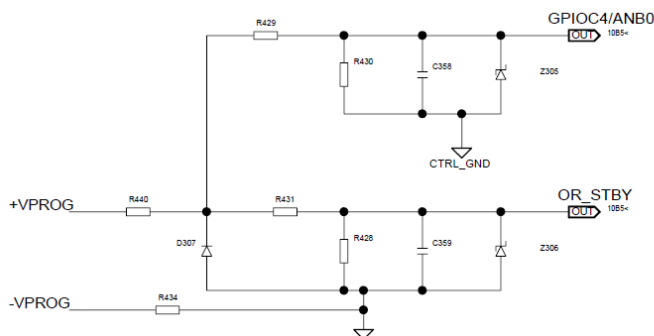 GPIOC4/ANB0
R429
OUT 10B5<
R430
C358
Z305
CTRL_GND
OR_STBY
+VPROG
R440
R431
OUT 10B5<
D307
R428
C359
Z306
-VPROG
R434